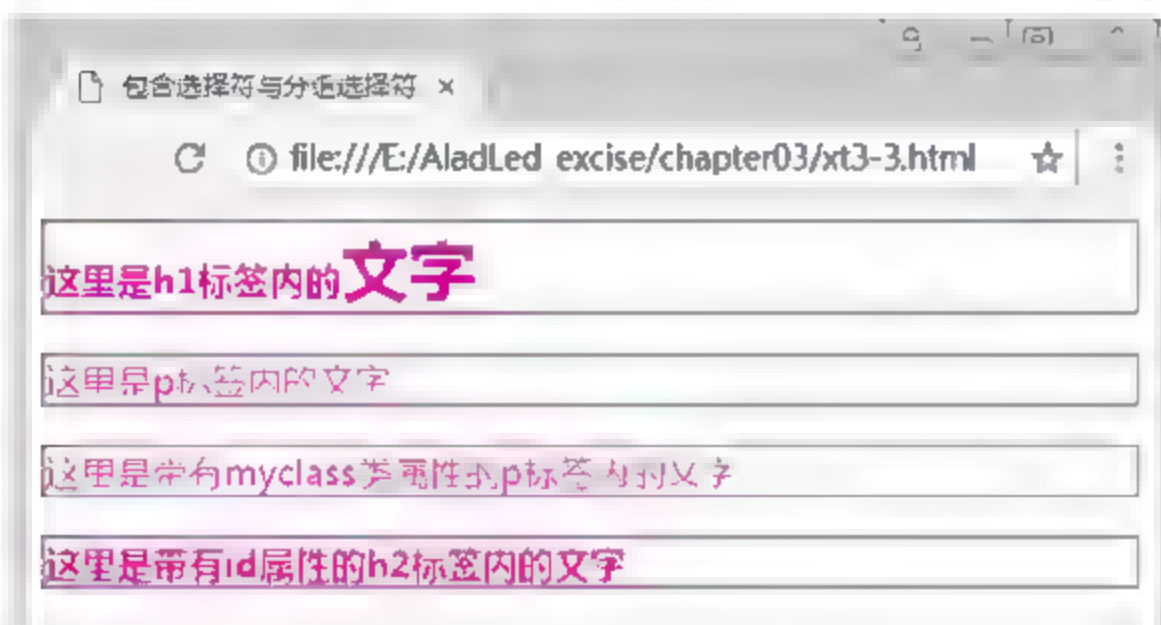 包含选择符与分组选择符 ×
file:///E:/AladLed excise/chapter03/xt3-3.html
这里是h1标签内的文字
这里是p标签内的文字
这里是带有myclass类属性的p标签内的文字
这里是带有id属性的h2标签内的文字